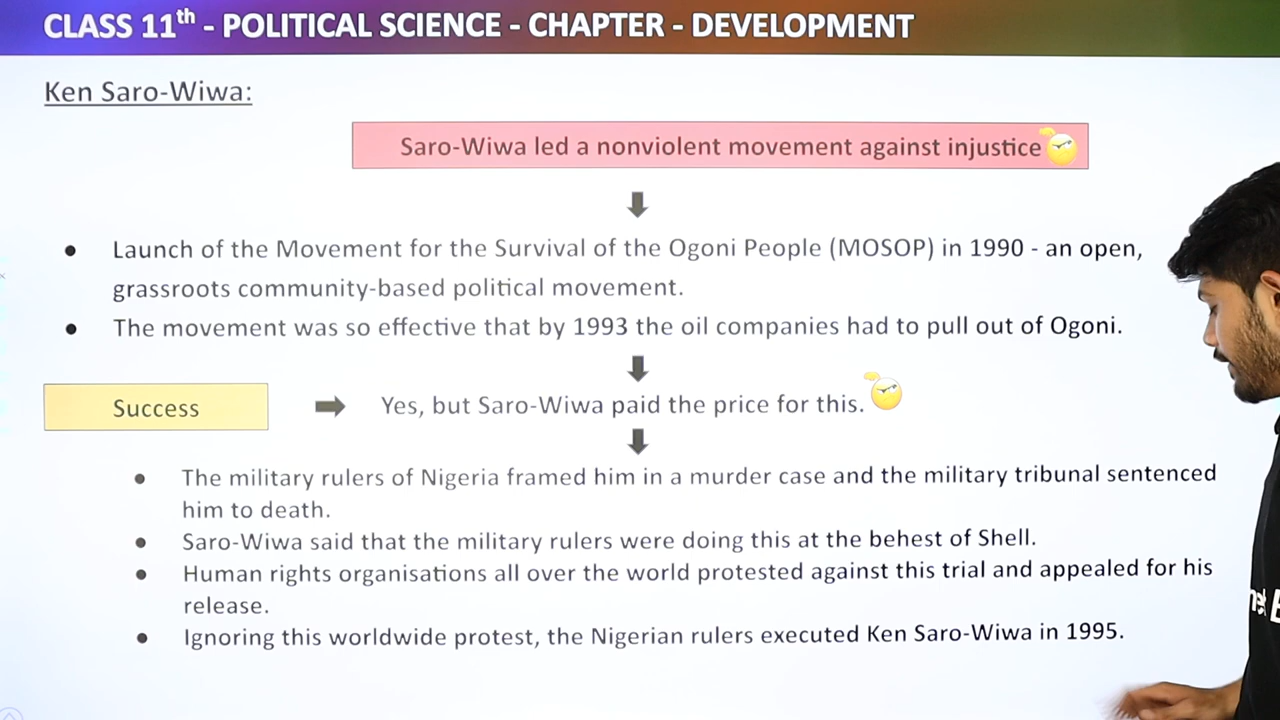 CLASS 11th - POLITICAL SCIENCE - CHAPTER - DEVELOPMENT
Ken Saro-Wiwa:
Saro-Wiwa led a nonviolent movement against injustice
• Launch of the Movement for the Survival of the Ogoni People (MOSOP) in 1990 - an open,
grassroots community-based political movement.
• The movement was so effective that by 1993 the oil companies had to pull out of Ogoni.
Success
Yes, but Saro-Wiwa paid the price for this.
• The military rulers of Nigeria framed him in a murder case and the military tribunal sentenced
him to death.
• Saro-Wiwa said that the military rulers were doing this at the behest of Shell.
• Human rights organisations all over the world protested against this trial and appealed for his
release.
• Ignoring this worldwide protest, the Nigerian rulers executed Ken Saro-Wiwa in 1995.